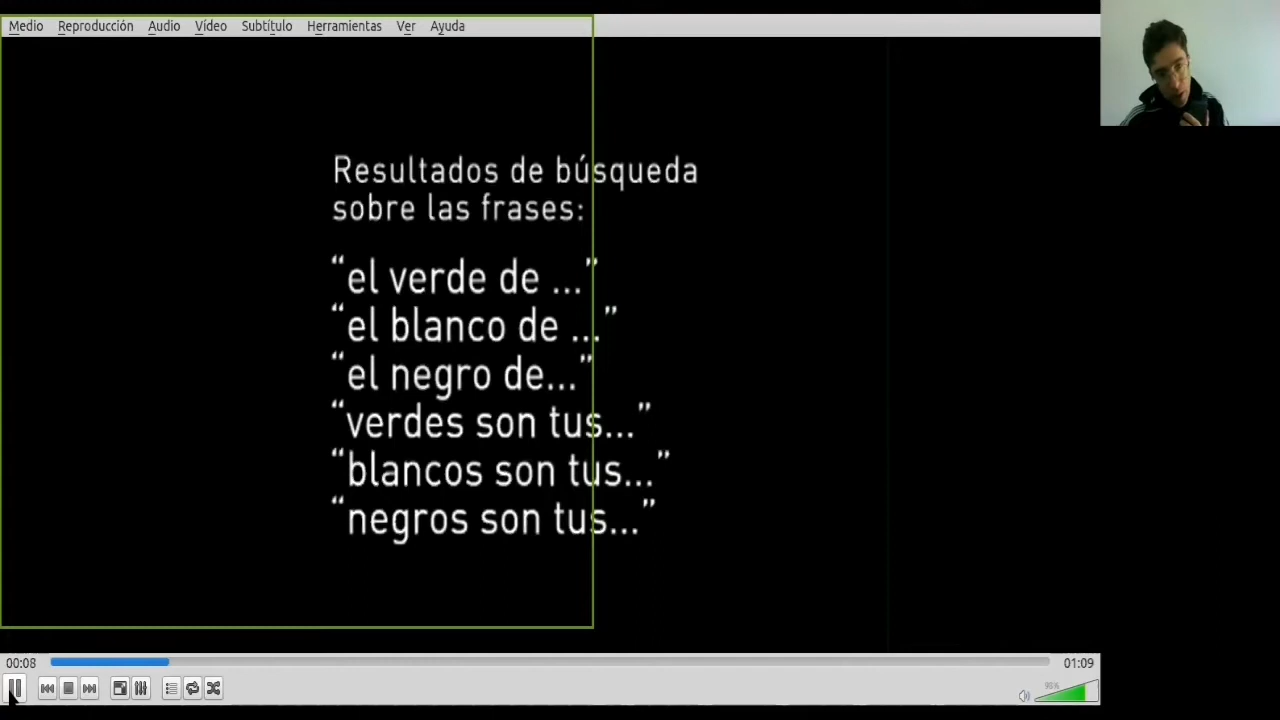 Medio Reproducción Audio Vídeo Subtítulo Herramientas Ver Ayuda
Resultados de búsqueda
sobre las frases:
“el verde de ...”
“el blanco de ...”
“el negro de...”
“verdes son tus...”
“blancos son tus...”
“negros son tus...”
00:08 01:09
98%